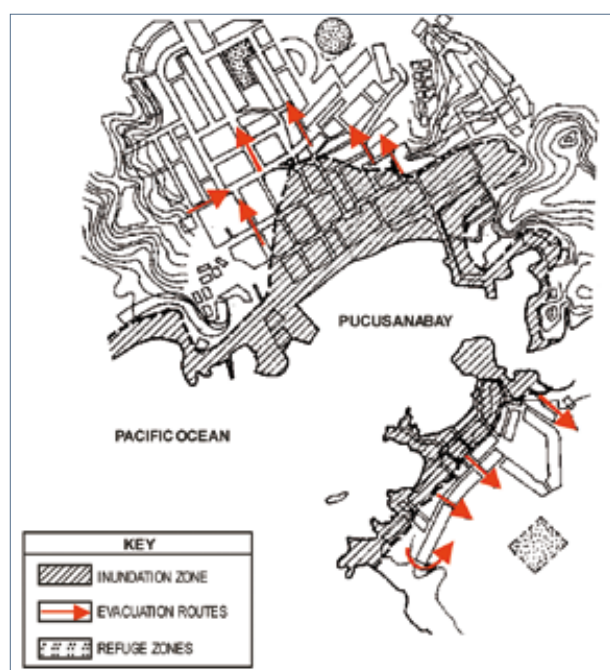 PUCUSANABAY
PACIFIC OCEAN
KEY
INUNDATION ZONE
EVACUATION ROUTES
REFUGE ZONES